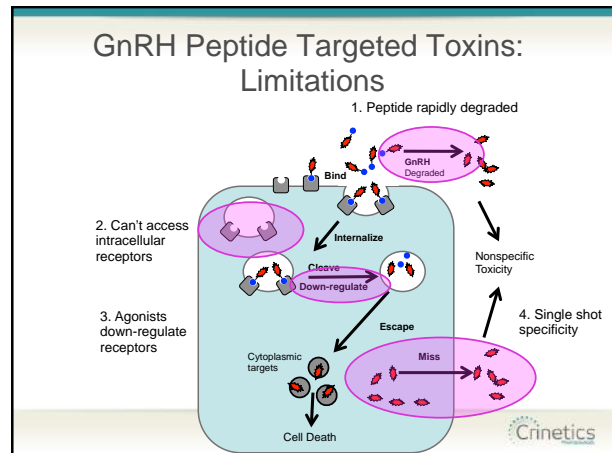 GnRH Peptide Targeted Toxins:
Limitations
1. Peptide rapidly degraded
GnRH
Degraded
Bind
2. Can't access
intracellular
receptors
Internalize
Nonspecific
Toxicity
Cleave
Down-regulate
3. Agonists
down-regulate
receptors
4. Single shot
specificity
Escape
Cytoplasmic
targets
Miss
Cell Death
Crinetics